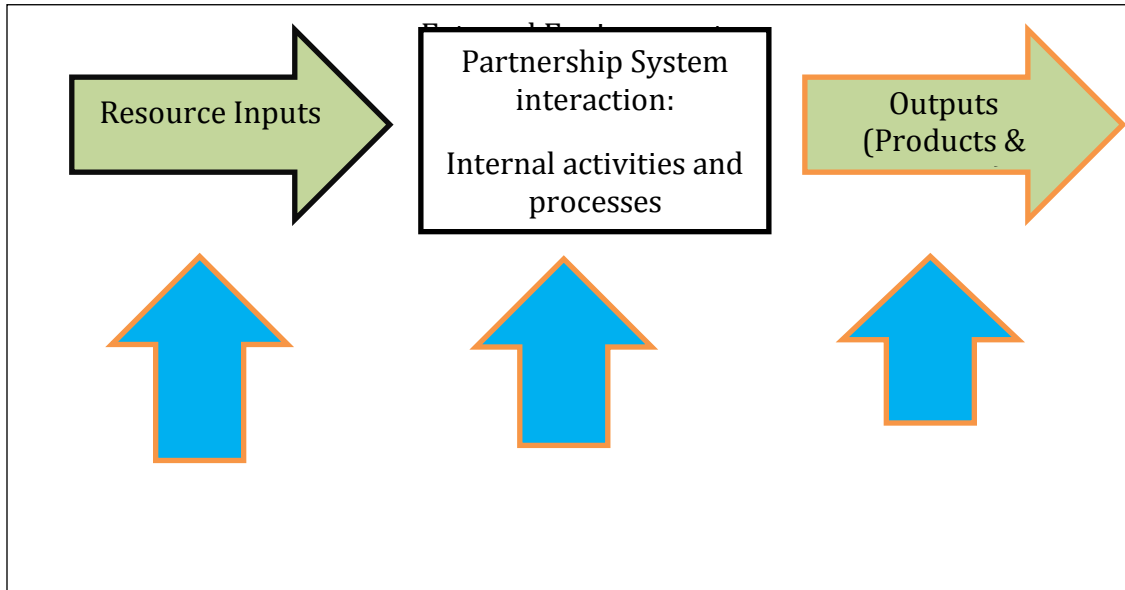 Resource Inputs
Partnership System
interaction:
Internal activities and
processes
Outputs
(Products &